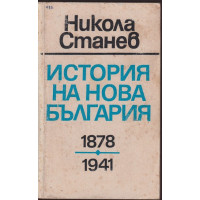 Никола
Станев
ИСТОРИЯ
НА НОВА
БЪЛГАРИЯ
1878
1941